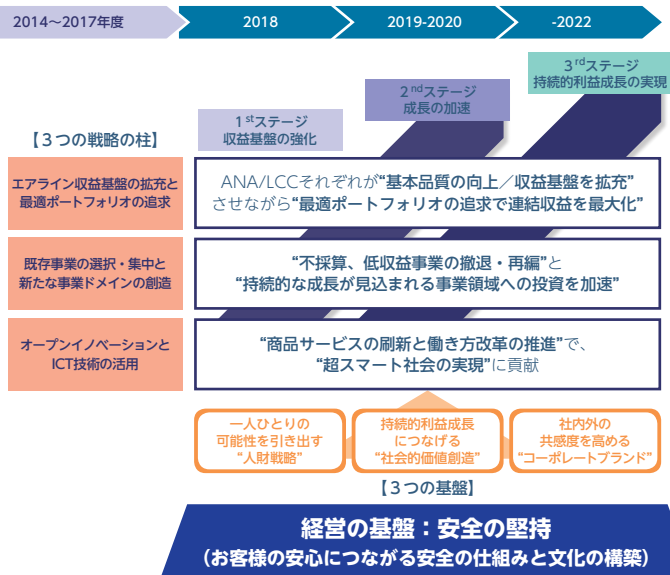 2014〜2017年度
2018
2019-2020
-2022
3rdステージ
持続的利益成長の実現
2ndステージ
成長の加速
1stステージ
収益基盤の強化
【3つの戦略の柱】
エアライン収益基盤の拡充と
最適ポートフォリオの追求
ANA/LCCそれぞれが“基本品質の向上／収益基盤を拡充”
させながら“最適ポートフォリオの追求で連結収益を最大化”
既存事業の選択・集中と
新たな事業ドメインの創造
“不採算、低収益事業の撤退・再編”と
“持続的な成長が見込まれる事業領域への投資を加速”
オープンイノベーションと
ICT技術の活用
“商品サービスの刷新と働き方改革の推進”で、
“超スマート社会の実現”に貢献
一人ひとりの
可能性を引き出す
“人財戦略”
持続的利益成長
につなげる
“社会的価値創造”
社内外の
共感度を高める
“コーポレートブランド”
【3つの基盤】
経営の基盤：安全の堅持
（お客様の安心につながる安全の仕組みと文化の構築）